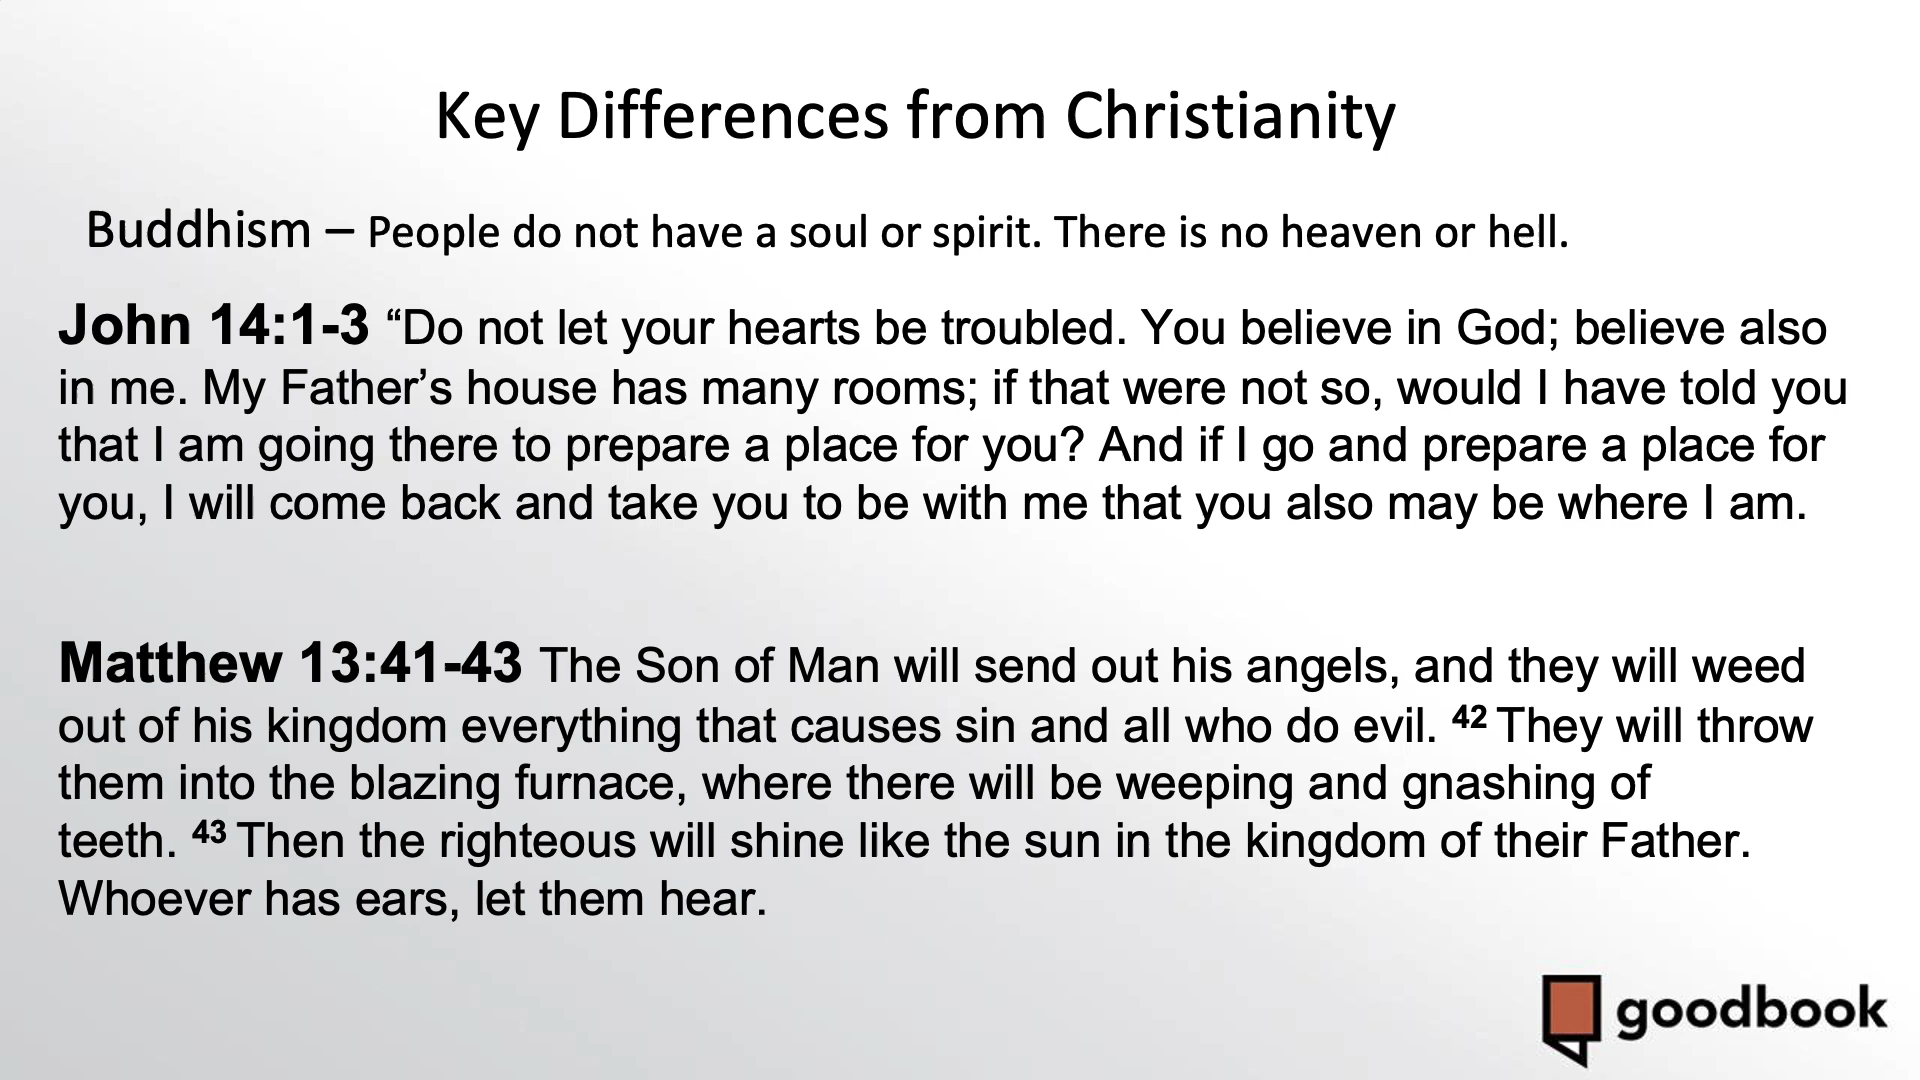 Key Differences from Christianity
Buddhism – People do not have a soul or spirit. There is no heaven or hell.
John 14:1-3 “Do not let your hearts be troubled. You believe in God; believe also
in me. My Father’s house has many rooms; if that were not so, would I have told you
that I am going there to prepare a place for you? And if I go and prepare a place for
you, I will come back and take you to be with me that you also may be where I am.
Matthew 13:41-43 The Son of Man will send out his angels, and they will weed
out of his kingdom everything that causes sin and all who do evil. 42 They will throw
them into the blazing furnace, where there will be weeping and gnashing of
teeth. 43 Then the righteous will shine like the sun in the kingdom of their Father.
Whoever has ears, let them hear.
goodbook